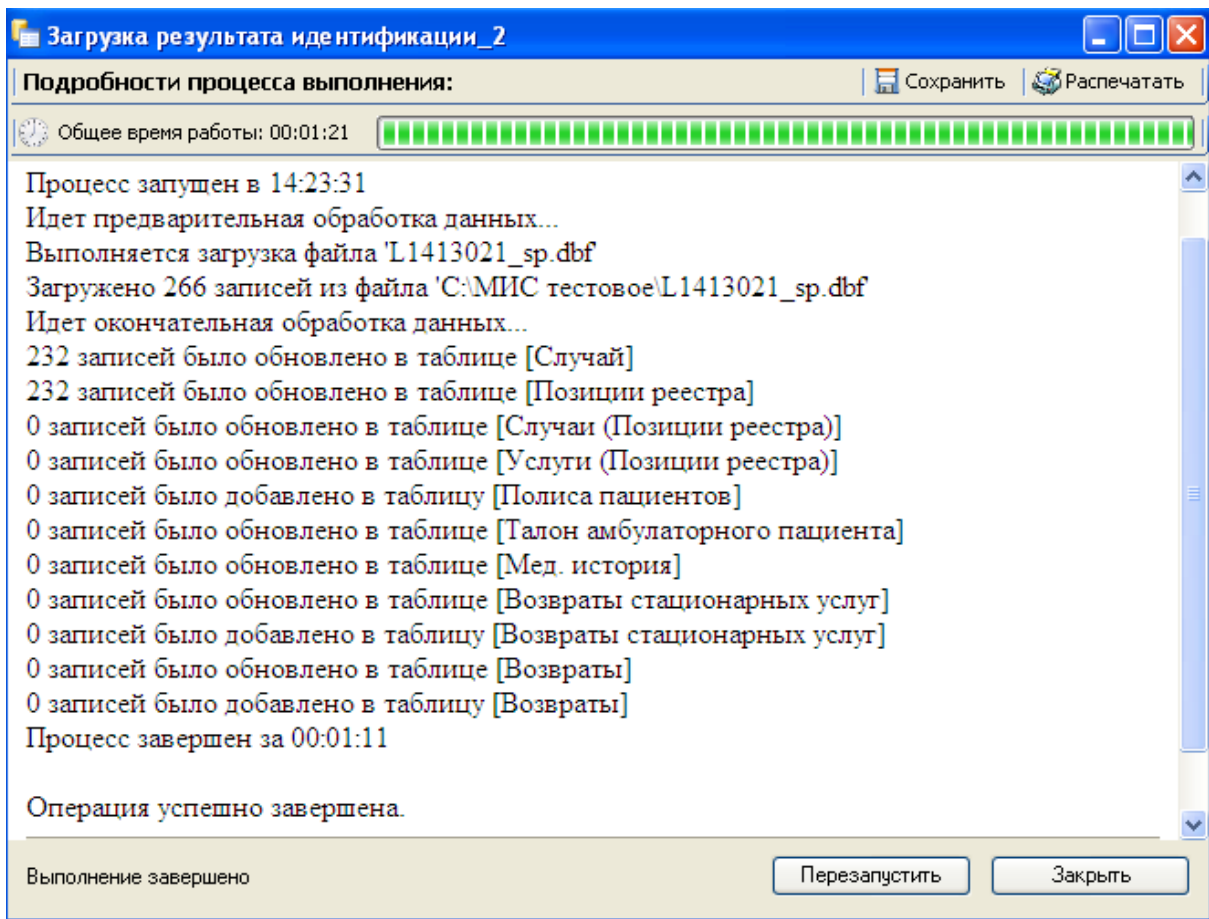 Загрузка результата идентификации_2
Подробности процесса выполнения: Сохранить Распечатать
Общее время работы: 00:01:21
Процесс запущен в 14:23:31
Идет предварительная обработка данных...
Выполняется загрузка файла 'L1413021_sp.dbf'
Загружено 266 записей из файла 'C:\МИС тестовое\L1413021_sp.dbf'
Идет окончательная обработка данных...
232 записей было обновлено в таблице [Случай]
232 записей было обновлено в таблице [Позиции реестра]
0 записей было обновлено в таблице [Случаи (Позиции реестра)]
0 записей было обновлено в таблице [Услуги (Позиции реестра)]
0 записей было добавлено в таблицу [Полиса пациентов]
0 записей было обновлено в таблице [Талон амбулаторного пациента]
0 записей было обновлено в таблице [Мед. история]
0 записей было обновлено в таблице [Возвраты стационарных услуг]
0 записей было добавлено в таблицу [Возвраты стационарных услуг]
0 записей было обновлено в таблице [Возвраты]
0 записей было добавлено в таблицу [Возвраты]
Процесс завершен за 00:01:11
Операция успешно завершена.
Выполнение завершено Перезапустить Закрыть